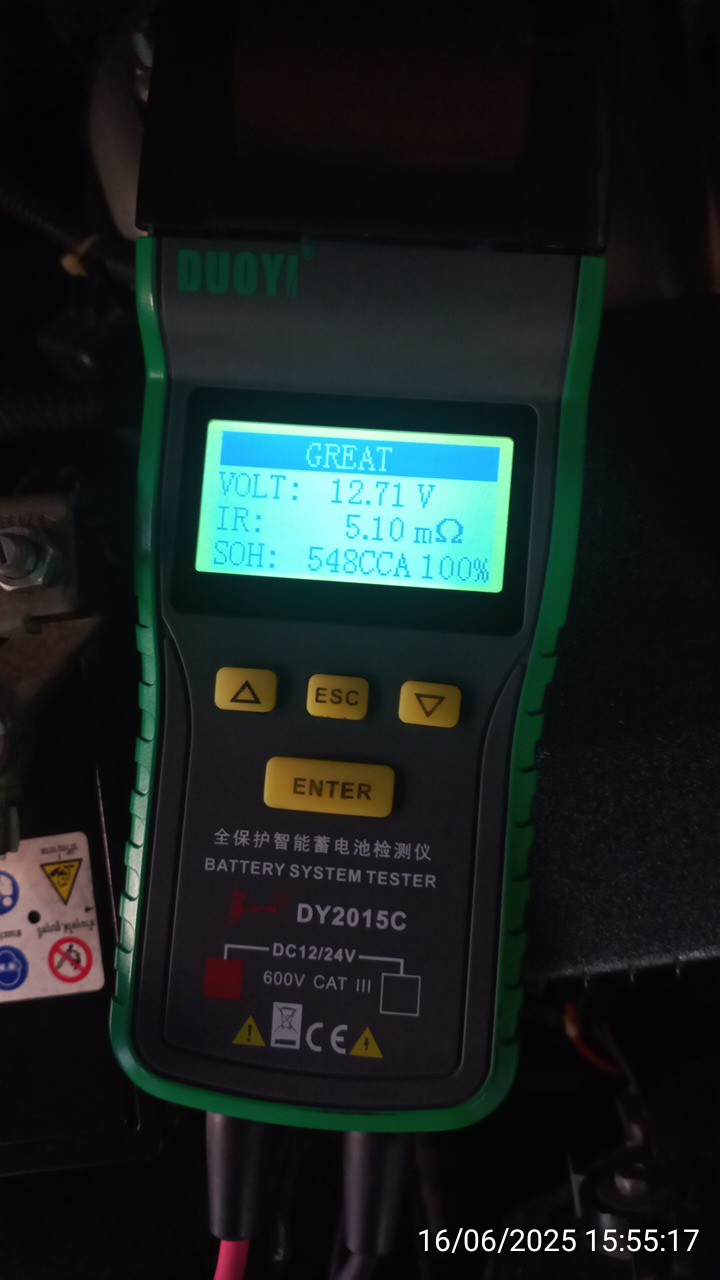 DUOYI
GREAT
VOLT: 12.71 V
IR: 5.10 mΩ
SOH: 548CCA 100%
ESC
ENTER
全保护智能蓄电池检测仪
BATTERY SYSTEM TESTER
DY2015C
DC12/24V
600V CAT III
CE
16/06/2025 15:55:17